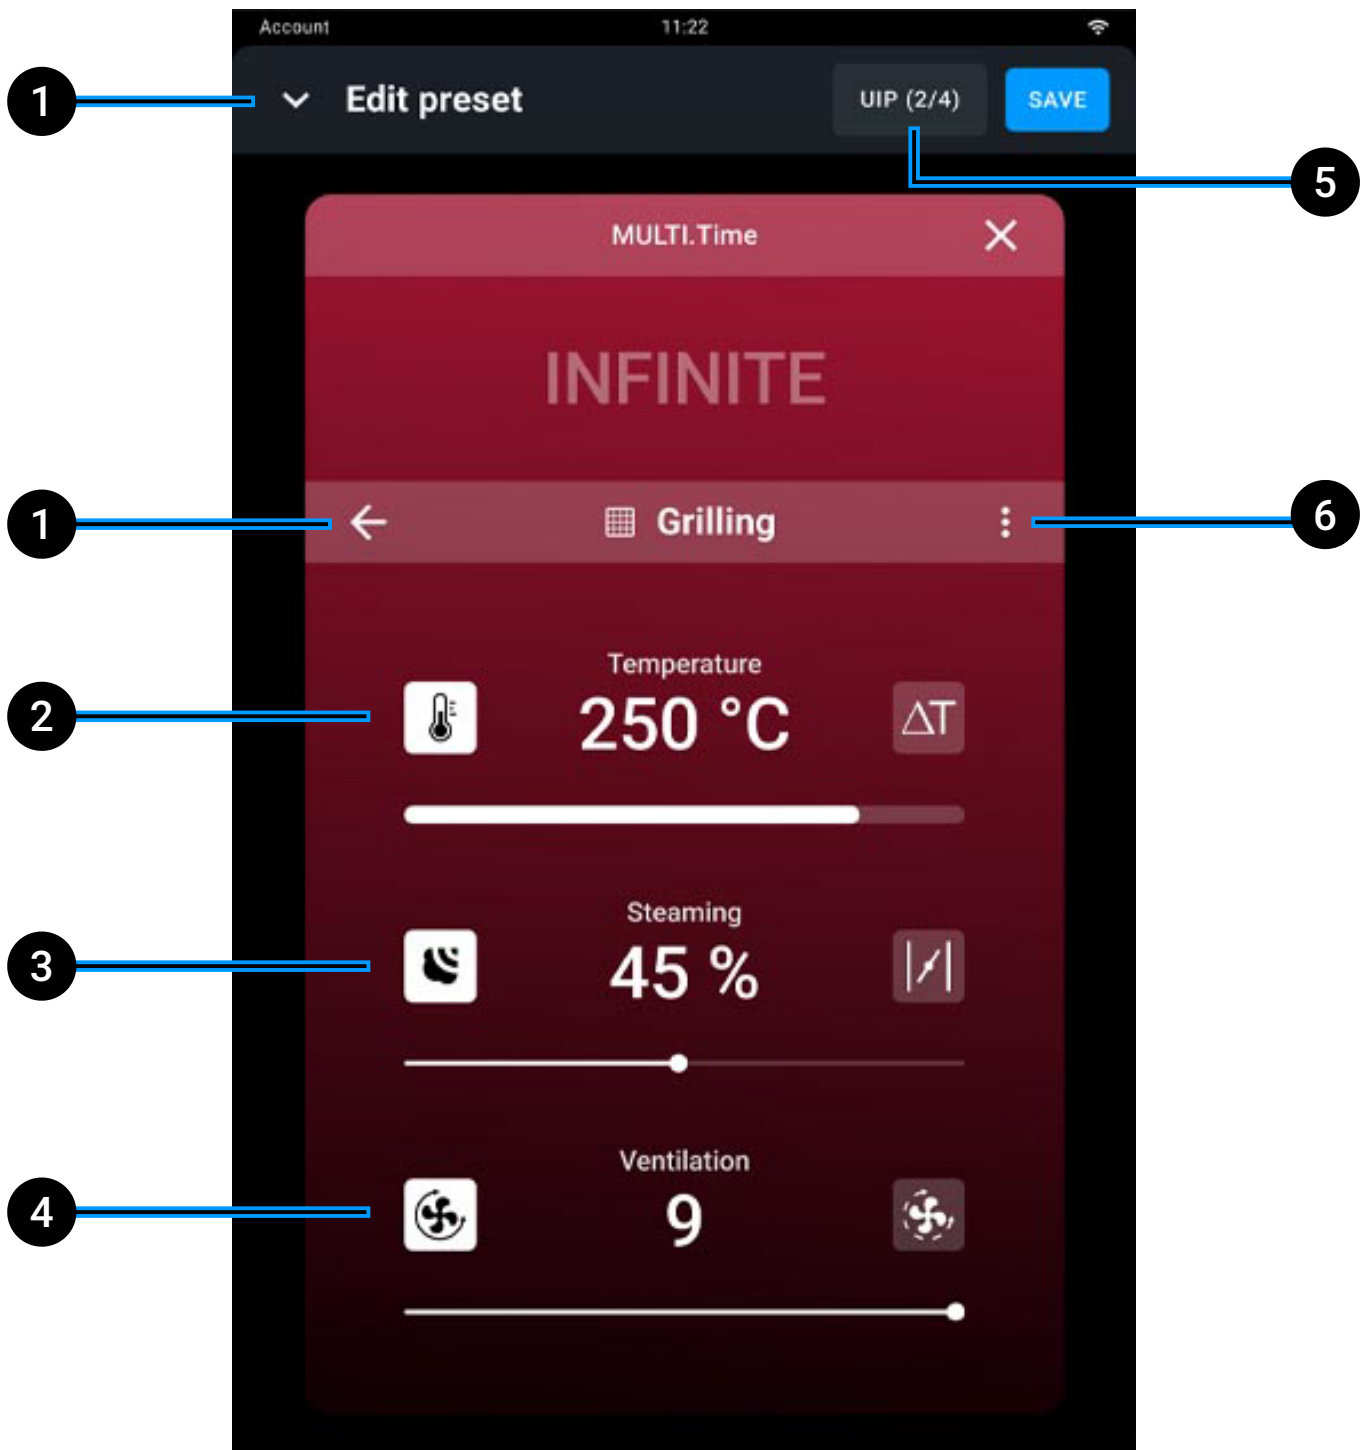 Account 11:22
1 Edit preset UIP (2/4) SAVE
5
MULTI.Time
INFINITE
1 Grilling 6
Temperature
2 250 °C ΔT
Steaming
3 45 %
Ventilation
4 9